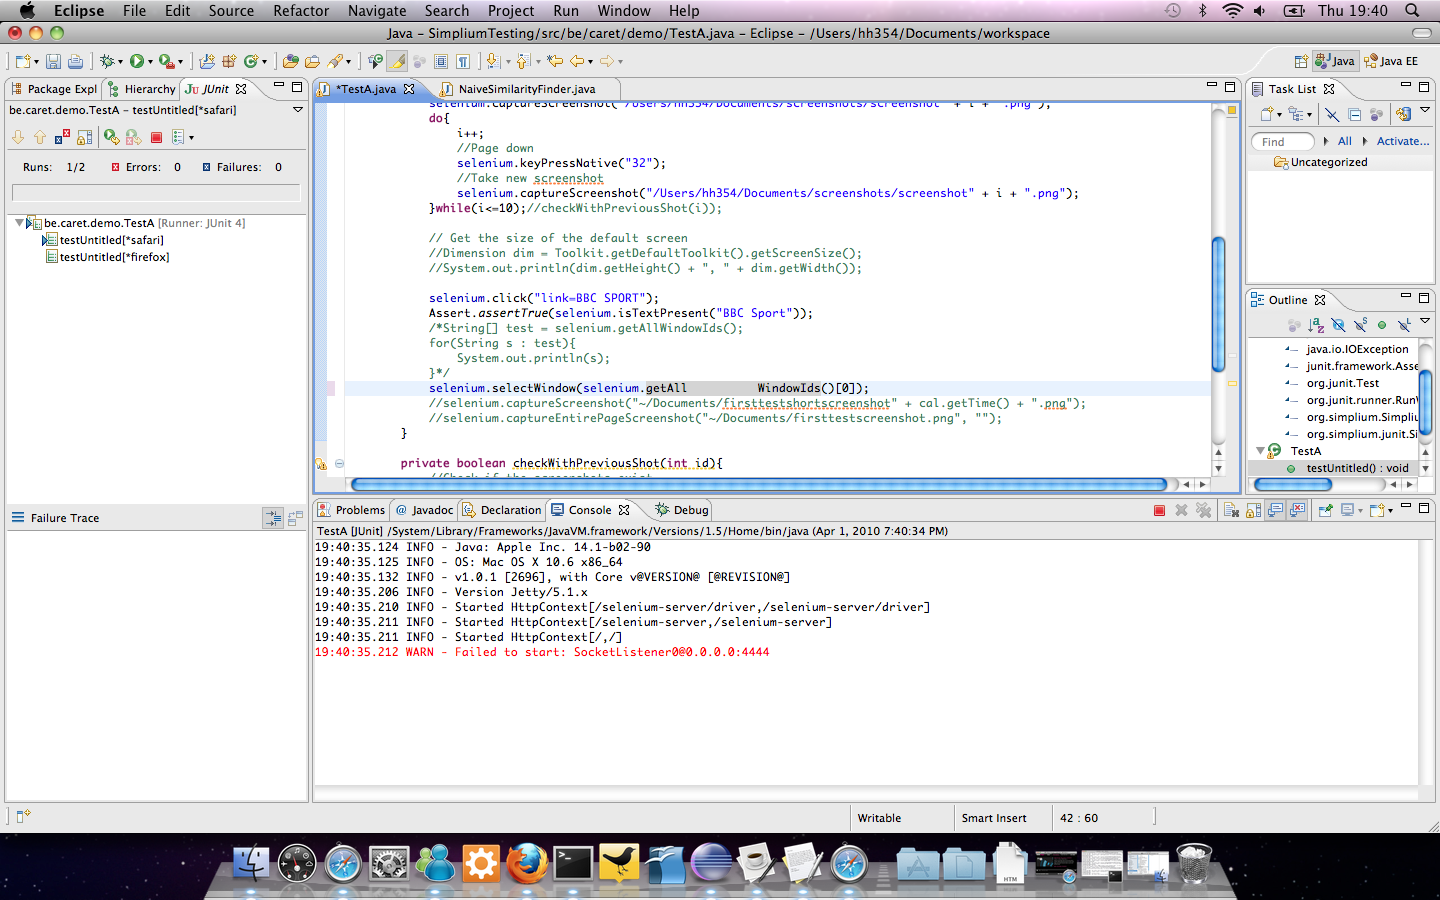 Eclipse File Edit Source Refactor Navigate Search Project Run Window Help Thu 19:40
Java – SimpliumTesting/src/be/caret/demo/TestA.java – Eclipse – /Users/hh354/Documents/workspace
Java Java EE
Package Expl Hierarchy JUnit
be.caret.demo.TestA – testUntitled[*safari]
Runs: 1/2 Errors: 0 Failures: 0
be.caret.demo.TestA [Runner: JUnit 4]
testUntitled[*safari]
testUntitled[*firefox]
Failure Trace
*TestA.java NaiveSimilarityFinder.java
selenium.captureScreenshot("/Users/hh354/Documents/screenshots/screenshot" + i + ".png");
do{
i++;
//Page down
selenium.keyPressNative("32");
//Take new screenshot
selenium.captureScreenshot("/Users/hh354/Documents/screenshots/screenshot" + i + ".png");
}while(i<=10);//checkWithPreviousShot(i));
// Get the size of the default screen
//Dimension dim = Toolkit.getDefaultToolkit().getScreenSize();
//System.out.println(dim.getHeight() + ", " + dim.getWidth());
selenium.click("link=BBC SPORT");
Assert.assertTrue(selenium.isTextPresent("BBC Sport"));
/*String[] test = selenium.getAllWindowIds();
for(String s : test){
System.out.println(s);
}*/
selenium.selectWindow(selenium.getAll WindowIds()[0]);
//selenium.captureScreenshot("~/Documents/firsttestshortscreenshot" + cal.getTime() + ".png");
//selenium.captureEntirePageScreenshot("~/Documents/firsttestscreenshot.png", "");
}
private boolean checkWithPreviousShot(int id){
//Check if the screenshots exist
Task List
Find All Activate...
Uncategorized
Outline
java.io.IOException
junit.framework.Asse
org.junit.Test
org.junit.runner.RunW
org.simplium.Simpliu
org.simplium.junit.Si
TestA
testUntitled() : void
Problems Javadoc Declaration Console Debug
TestA [JUnit] /System/Library/Frameworks/JavaVM.framework/Versions/1.5/Home/bin/java (Apr 1, 2010 7:40:34 PM)
19:40:35.124 INFO - Java: Apple Inc. 14.1-b02-90
19:40:35.125 INFO - OS: Mac OS X 10.6 x86_64
19:40:35.132 INFO - v1.0.1 [2696], with Core v@VERSION@ [@REVISION@]
19:40:35.206 INFO - Version Jetty/5.1.x
19:40:35.210 INFO - Started HttpContext[/selenium-server/driver,/selenium-server/driver]
19:40:35.211 INFO - Started HttpContext[/selenium-server,/selenium-server]
19:40:35.211 INFO - Started HttpContext[/,/]
19:40:35.212 WARN - Failed to start: SocketListener0@0.0.0.0:4444
Writable Smart Insert 42 : 60
HTM